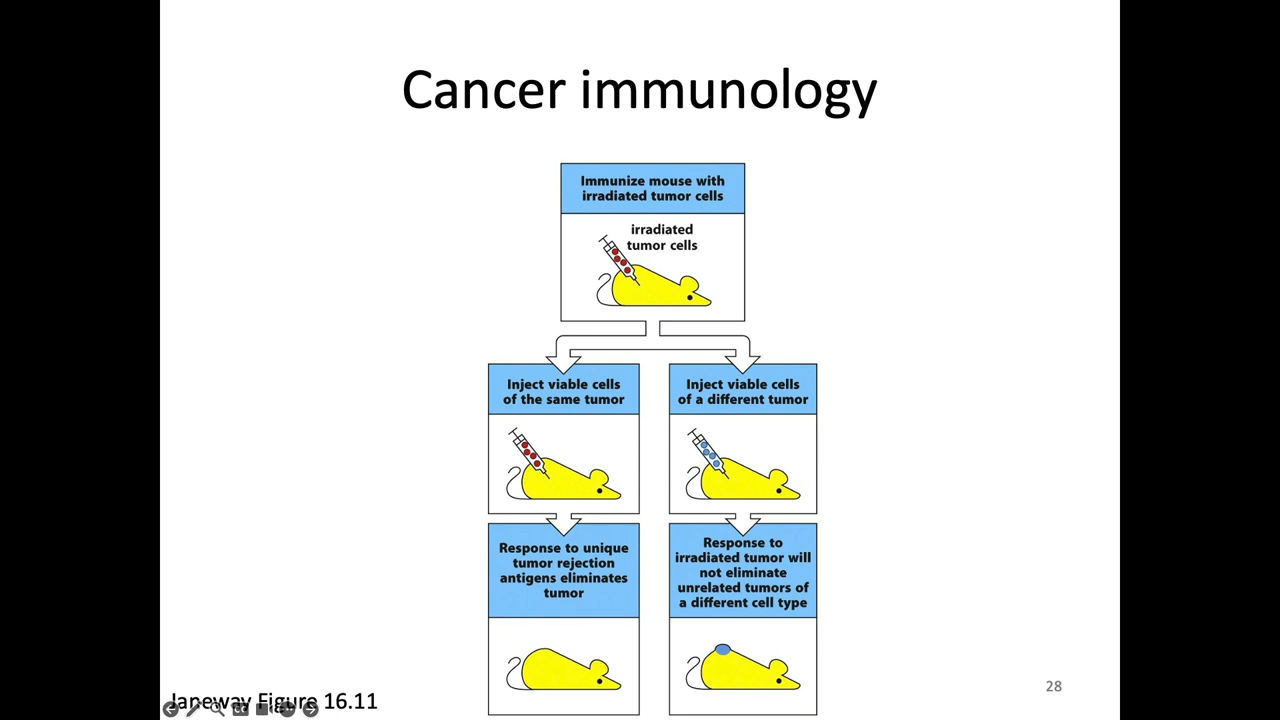 Cancer immunology
Immunize mouse with
irradiated tumor cells
irradiated
tumor cells
Inject viable cells
of the same tumor
Inject viable cells
of a different tumor
Response to unique
tumor rejection
antigens eliminates
tumor
Response to
irradiated tumor will
not eliminate
unrelated tumors of
a different cell type
Janeway Figure 16.11
28